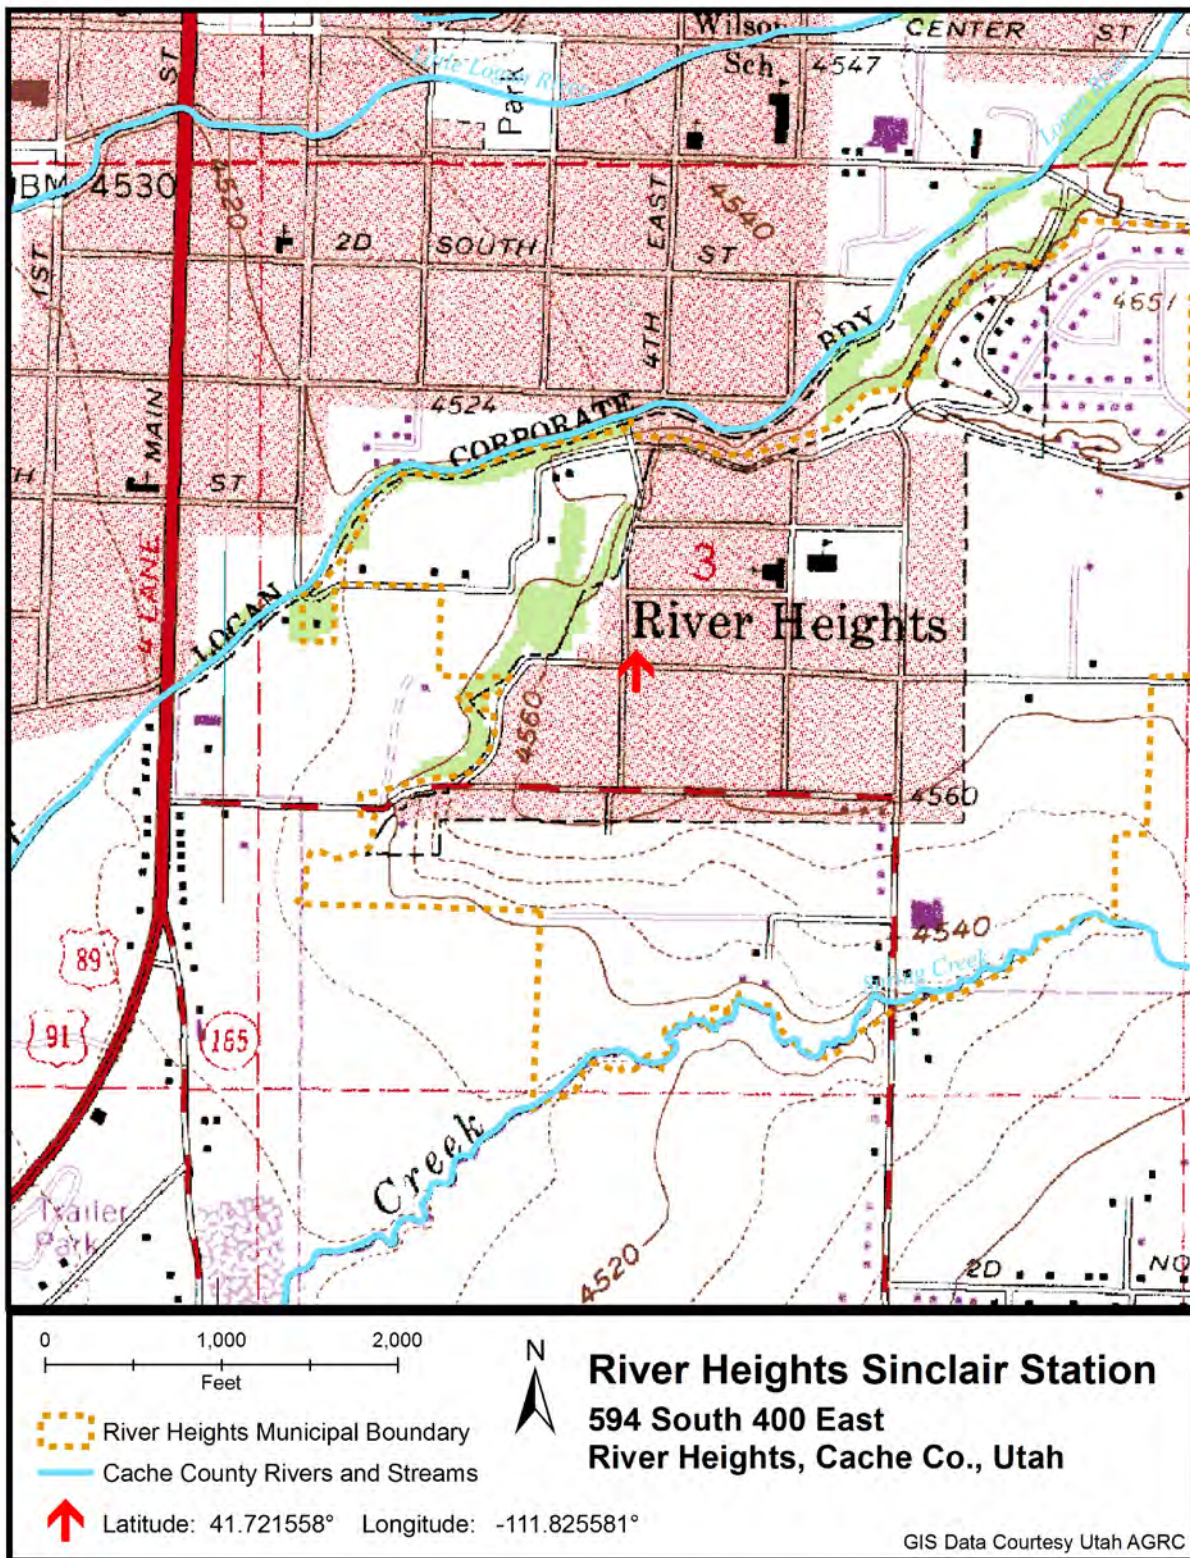 Wilson
Sch
CENTER ST
4547
Little Logan River
Logan River
Park
ST
BM 4530
4520
1ST
2D SOUTH ST
4TH EAST
4540
4651
BDY
4524
CORPORATE
MAIN
ST
4 LANE
LOGAN
3
River Heights
4560
4560
89
91
165
4540
Spring Creek
Creek
Trailer
Park
4520
2D NO
0 1,000 2,000
Feet
N
River Heights Municipal Boundary
Cache County Rivers and Streams
Latitude: 41.721558° Longitude: -111.825581°
River Heights Sinclair Station
594 South 400 East
River Heights, Cache Co., Utah
GIS Data Courtesy Utah AGRC